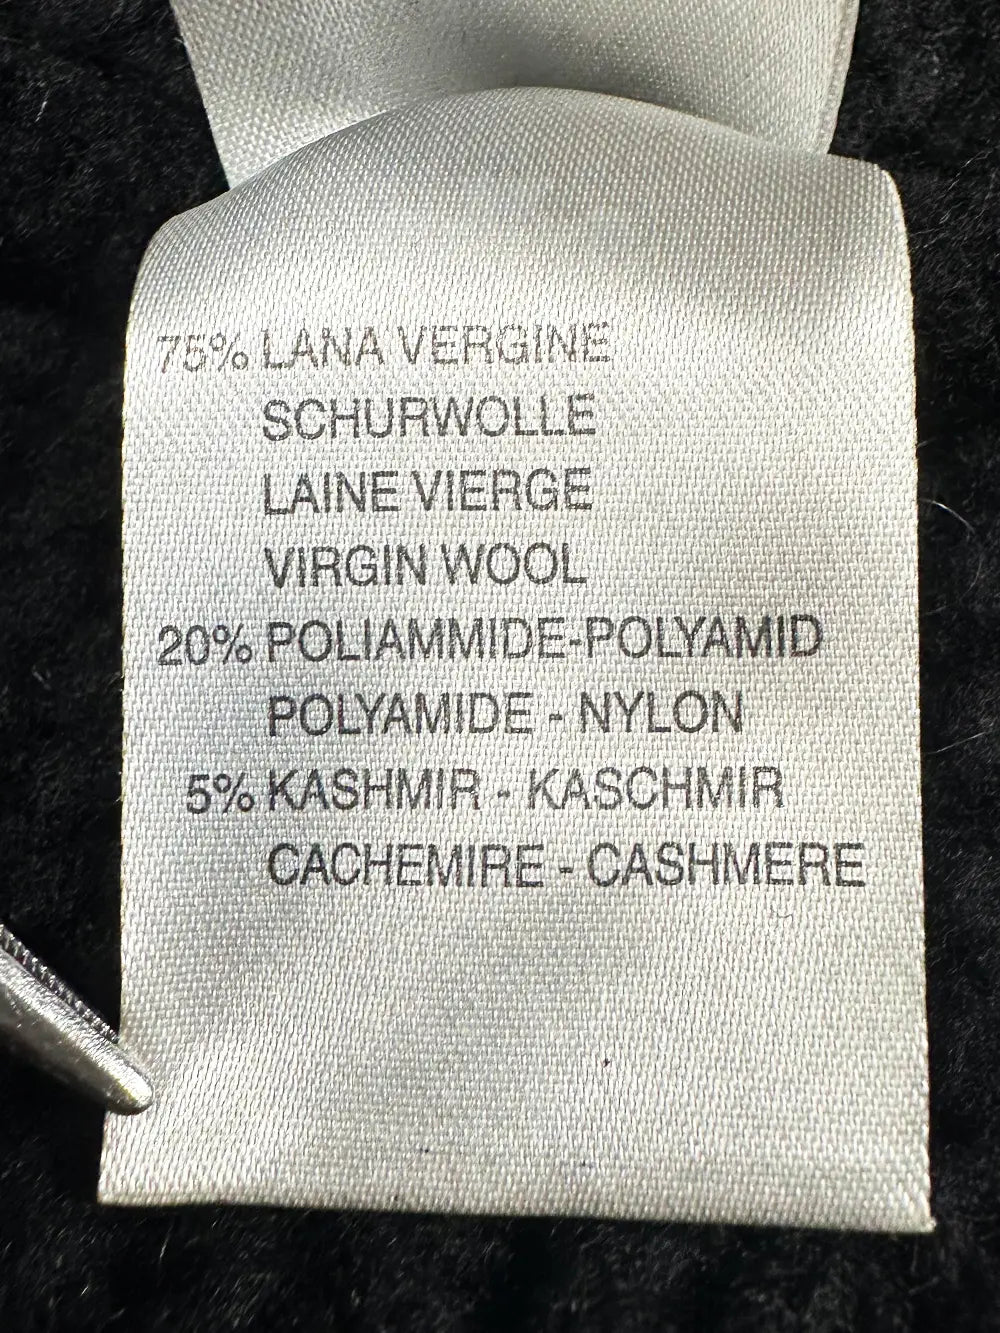 75% LANA VERGINE
SCHURWOLLE
LAINE VIERGE
VIRGIN WOOL
20% POLIAMMIDE-POLYAMID
POLYAMIDE - NYLON
5% KASHMIR - KASCHMIR
CACHEMIRE - CASHMERE